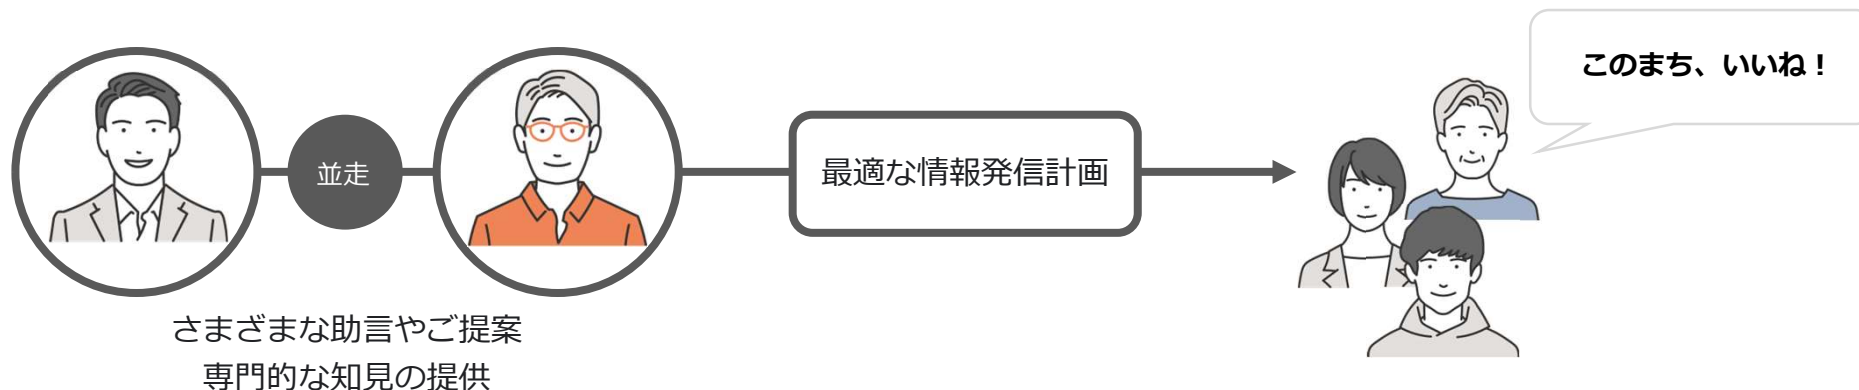 並走
最適な情報発信計画
このまち、いいね！
さまざまな助言やご提案
専門的な知見の提供